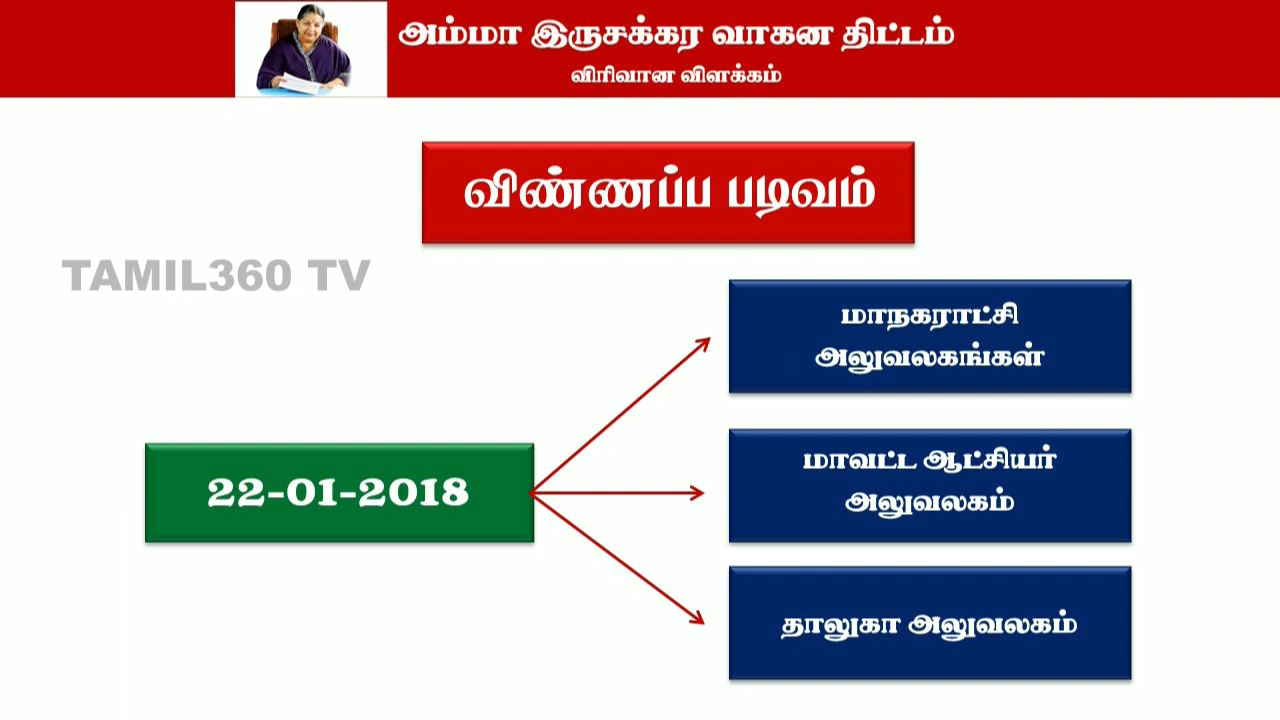 அம்மா இருசக்கர வாகன திட்டம்
விரிவான விளக்கம்
விண்ணப்ப படிவம்
TAMIL360 TV
மாநகராட்சி
அலுவலகங்கள்
22-01-2018
மாவட்ட ஆட்சியர்
அலுவலகம்
தாலுகா அலுவலகம்